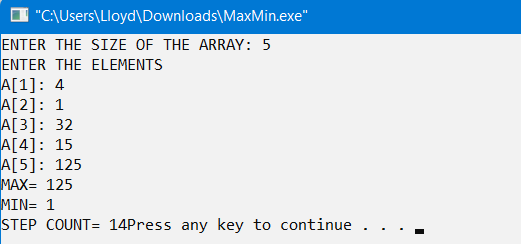 "C:\Users\Lloyd\Downloads\MaxMin.exe"
ENTER THE SIZE OF THE ARRAY: 5
ENTER THE ELEMENTS
A[1]: 4
A[2]: 1
A[3]: 32
A[4]: 15
A[5]: 125
MAX= 125
MIN= 1
STEP COUNT= 14Press any key to continue . . .